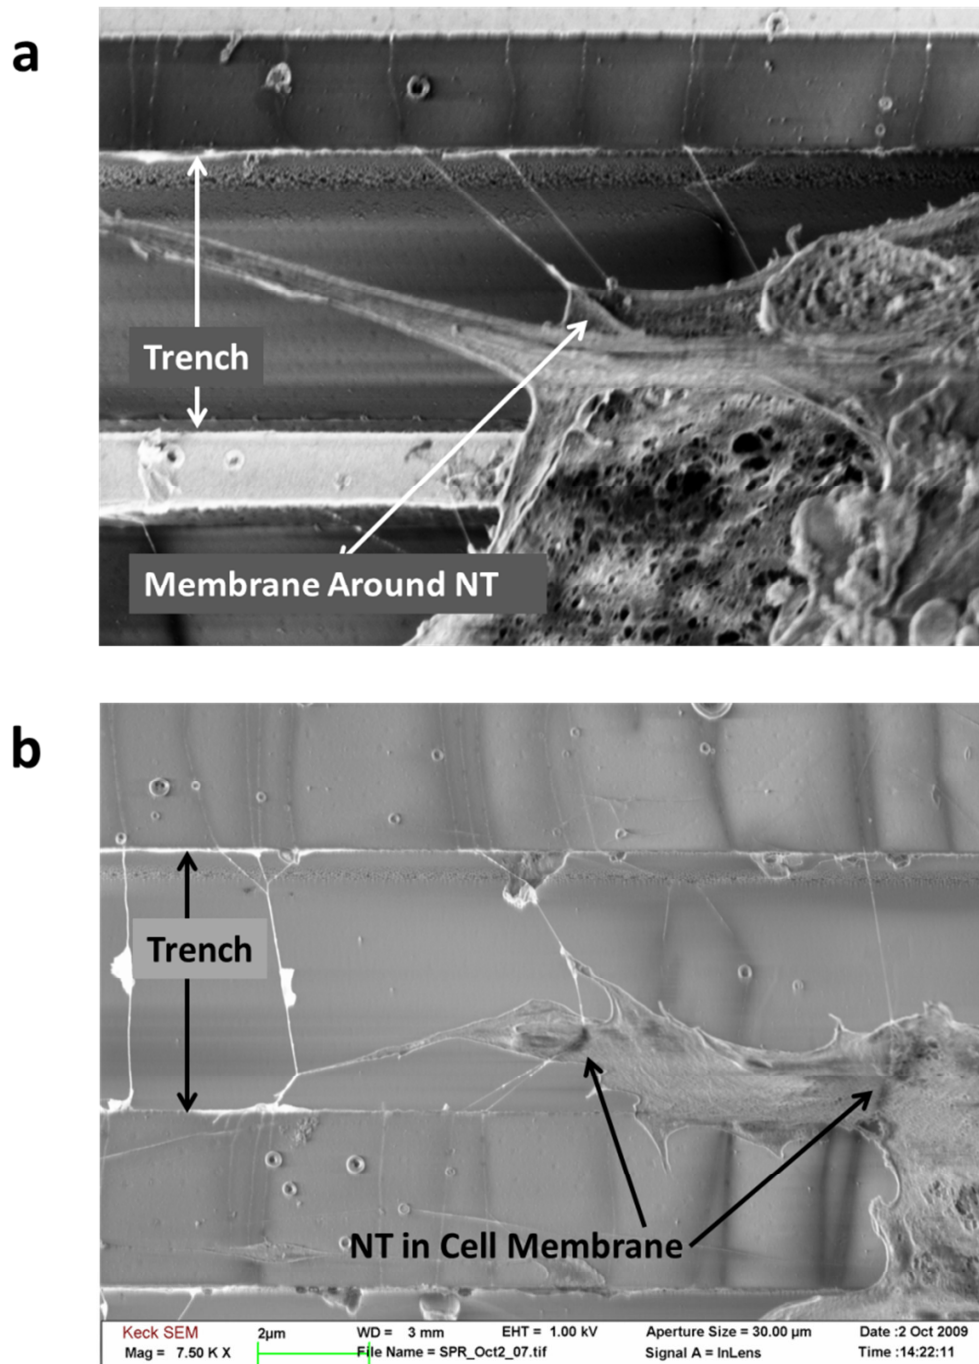 a
Trench
Membrane Around NT
b
Trench
NT in Cell Membrane
Keck SEM 2μm WD = 3 mm EHT = 1.00 kV Aperture Size = 30.00 μm Date :2 Oct 2009
Mag = 7.50 K X File Name = SPR_Oct2_07.tif Signal A = InLens Time :14:22:11